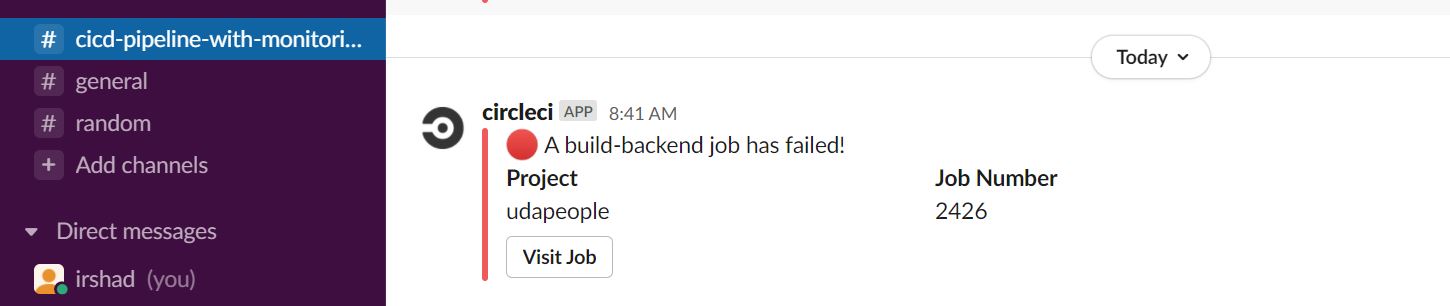 # cicd-pipeline-with-monitori...
# general
# random
+ Add channels
Direct messages
irshad (you)
Today
circleci APP 8:41 AM
A build-backend job has failed!
Project Job Number
udapeople 2426
Visit Job